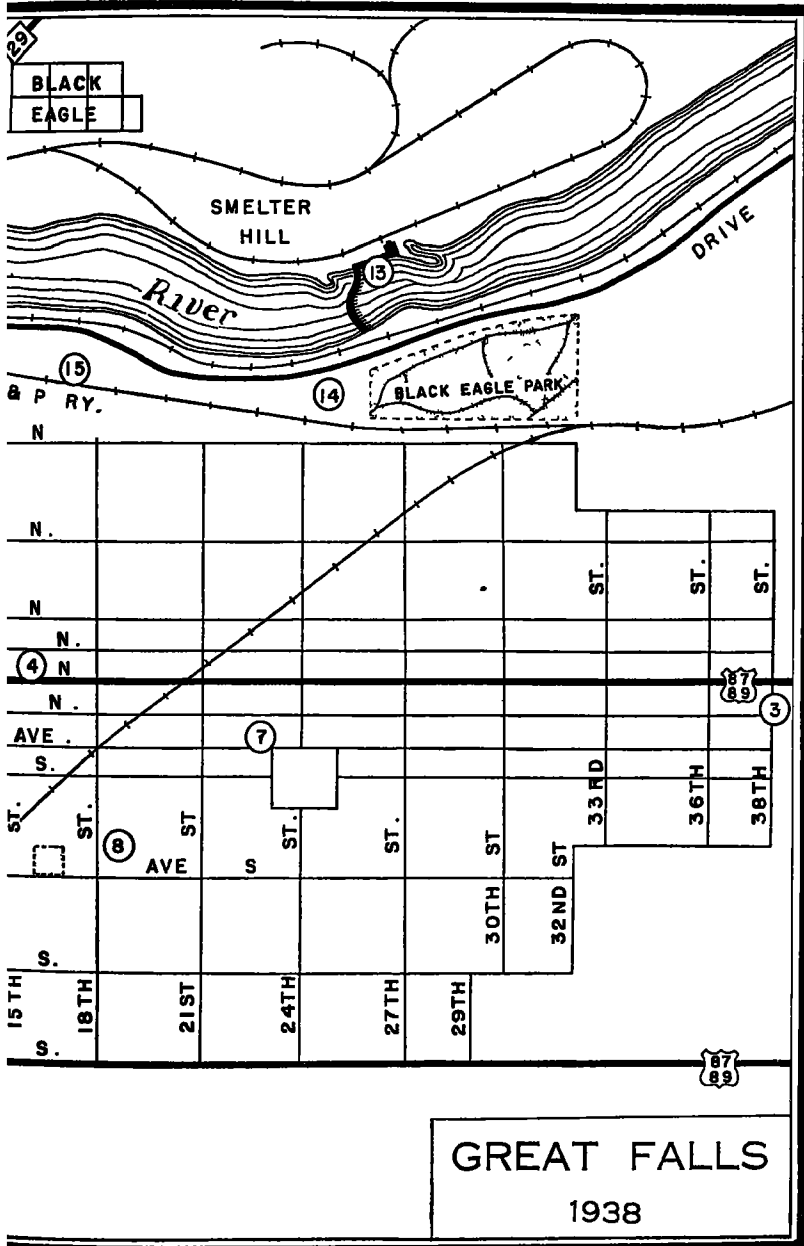 29
BLACK
EAGLE
SMELTER
HILL
DRIVE
13
River
15
14
BLACK EAGLE PARK
& P RY.
N
N.
ST.
ST.
ST.
N
N.
4
N
87
89
N.
3
AVE.
7
S.
33RD
36TH
38TH
ST.
ST.
ST
ST.
ST.
ST
8
AVE S
ST
30TH
32ND
S.
15TH
18TH
21ST
24TH
27TH
29TH
S.
87
89
GREAT FALLS
1938